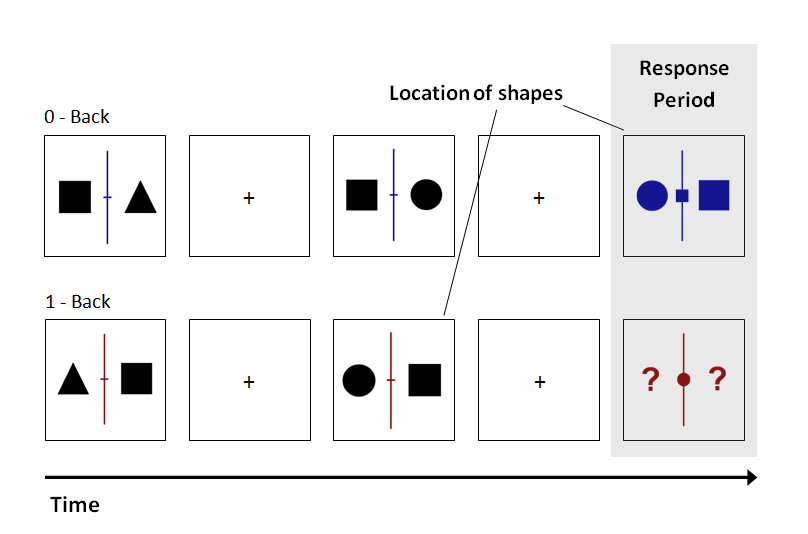 Response
Period
Location of shapes
0 - Back
+
+
1 - Back
+
+
? ?
Time